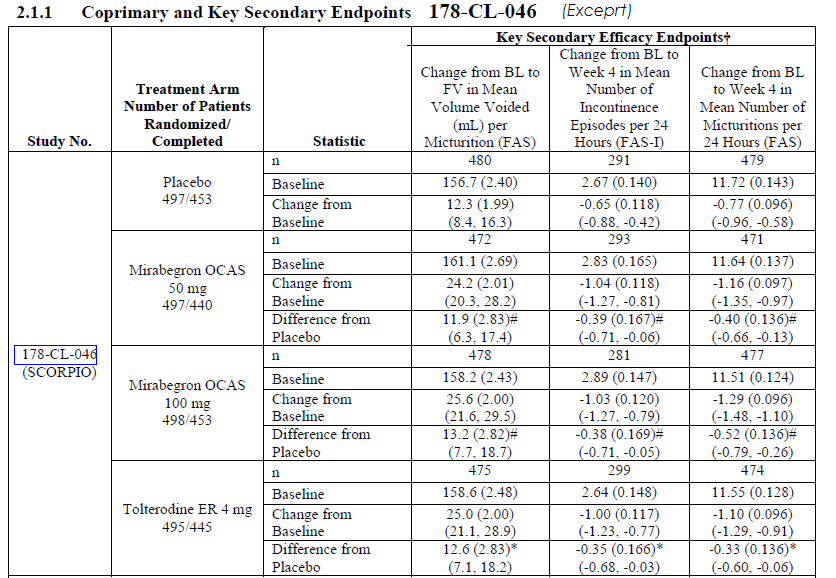 2.1.1 Coprimary and Key Secondary Endpoints 178-CL-046 (Exceprt)
Key Secondary Efficacy Endpoints†
Study No.
Treatment Arm
Number of Patients
Randomized/
Completed
Statistic
Change from BL to
FV in Mean
Volume Voided
(mL) per
Micturition (FAS)
Change from BL to
Week 4 in Mean
Number of
Incontinence
Episodes per 24
Hours (FAS-I)
Change from BL
to Week 4 in
Mean Number of
Micturitions per
24 Hours (FAS)
178-CL-046
(SCORPIO)
Placebo
497/453
n 480 291 479
Baseline 156.7 (2.40) 2.67 (0.140) 11.72 (0.143)
Change from 12.3 (1.99) -0.65 (0.118) -0.77 (0.096)
Baseline (8.4, 16.3) (-0.88, -0.42) (-0.96, -0.58)
Mirabegron OCAS
50 mg
497/440
n 472 293 471
Baseline 161.1 (2.69) 2.83 (0.165) 11.64 (0.137)
Change from 24.2 (2.01) -1.04 (0.118) -1.16 (0.097)
Baseline (20.3, 28.2) (-1.27, -0.81) (-1.35, -0.97)
Difference from 11.9 (2.83)# -0.39 (0.167)# -0.40 (0.136)#
Placebo (6.3, 17.4) (-0.71, -0.06) (-0.66, -0.13)
Mirabegron OCAS
100 mg
498/453
n 478 281 477
Baseline 158.2 (2.43) 2.89 (0.147) 11.51 (0.124)
Change from 25.6 (2.00) -1.03 (0.120) -1.29 (0.096)
Baseline (21.6, 29.5) (-1.27, -0.79) (-1.48, -1.10)
Difference from 13.2 (2.82)# -0.38 (0.169)# -0.52 (0.136)#
Placebo (7.7, 18.7) (-0.71, -0.05) (-0.79, -0.26)
Tolterodine ER 4 mg
495/445
n 475 299 474
Baseline 158.6 (2.48) 2.64 (0.148) 11.55 (0.128)
Change from 25.0 (2.00) -1.00 (0.117) -1.10 (0.096)
Baseline (21.1, 28.9) (-1.23, -0.77) (-1.29, -0.91)
Difference from 12.6 (2.83)* -0.35 (0.166)* -0.33 (0.136)*
Placebo (7.1, 18.2) (-0.68, -0.03) (-0.60, -0.06)